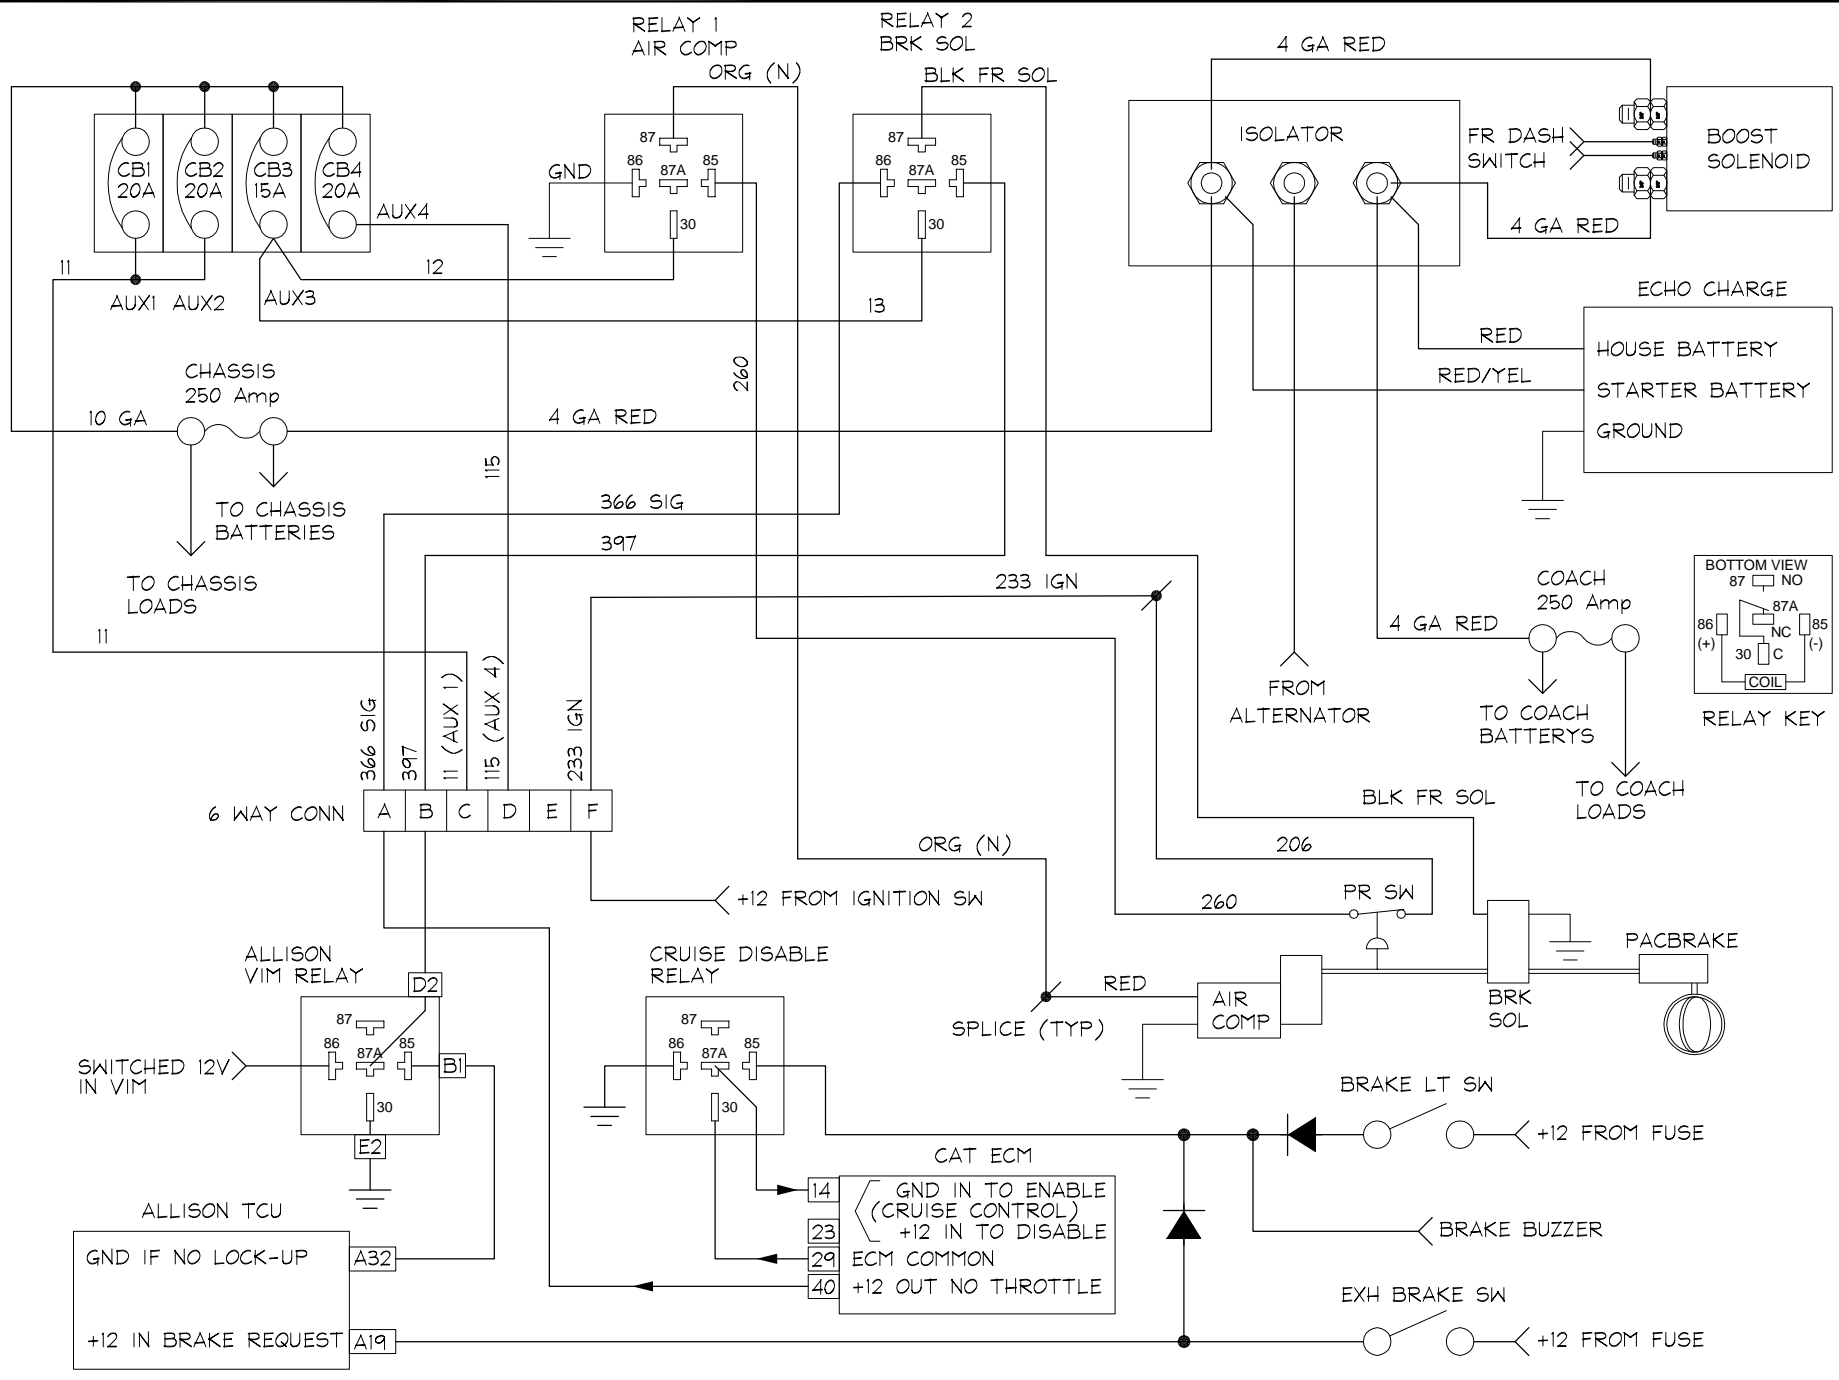 RELAY 1
AIR COMP
ORG (N)
RELAY 2
BRK SOL
BLK FR SOL
4 GA RED
CB1
20A
CB2
20A
CB3
15A
CB4
20A
AUX4
11
AUX1
AUX2
AUX3
12
13
GND
87
86
87A
85
30
87
86
87A
85
30
ISOLATOR
FR DASH
SWITCH
BOOST
SOLENOID
4 GA RED
ECHO CHARGE
RED
HOUSE BATTERY
RED/YEL
STARTER BATTERY
GROUND
CHASSIS
250 Amp
10 GA
4 GA RED
260
115
TO CHASSIS
BATTERIES
TO CHASSIS
LOADS
366 SIG
397
233 IGN
11
COACH
250 Amp
4 GA RED
FROM
ALTERNATOR
TO COACH
BATTERYS
TO COACH
LOADS
BOTTOM VIEW
87
NO
87A
86
(+)
NC
85
(-)
30
C
COIL
RELAY KEY
366 SIG
397
11 (AUX 1)
115 (AUX 4)
233 IGN
6 WAY CONN
A
B
C
D
E
F
+12 FROM IGNITION SW
ORG (N)
BLK FR SOL
206
260
PR SW
PACBRAKE
RED
AIR
COMP
BRK
SOL
SPLICE (TYP)
ALLISON
VIM RELAY
D2
87
86
87A
85
B1
30
E2
SWITCHED 12V
IN VIM
CRUISE DISABLE
RELAY
87
86
87A
85
30
BRAKE LT SW
+12 FROM FUSE
BRAKE BUZZER
EXH BRAKE SW
+12 FROM FUSE
CAT ECM
14
GND IN TO ENABLE
(CRUISE CONTROL)
23
+12 IN TO DISABLE
29
ECM COMMON
40
+12 OUT NO THROTTLE
ALLISON TCU
GND IF NO LOCK-UP
A32
+12 IN BRAKE REQUEST
A19